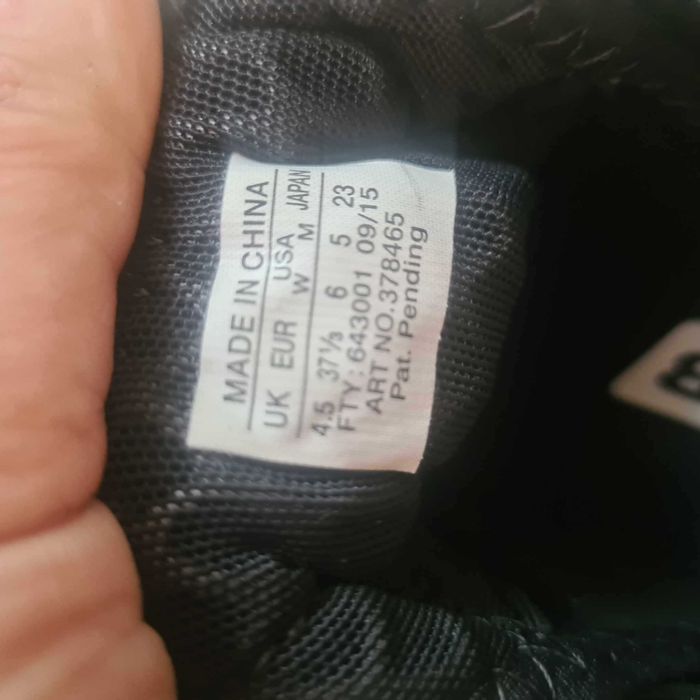 MADE IN CHINA
UK EUR USA JAPAN
W M
4.5 37⅓ 6 5 23
FTY: 643001 09/15
ART NO.378465
Pat. Pending